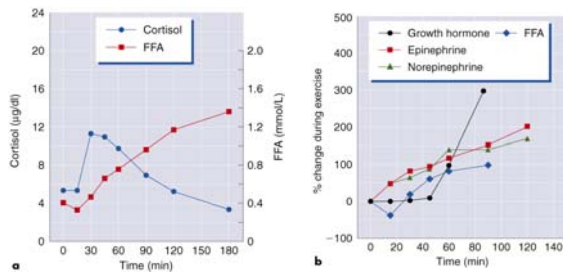 24
20
16
12
8
4
0
Cortisol (µg/dl)
Cortisol
FFA
2.0
1.6
1.2
0.8
0.4
0
FFA (mmol/L)
0 30 60 90 120 150 180
Time (min)
a
500
400
300
200
100
0
−100
% change during exercise
Growth hormone
FFA
Epinephrine
Norepinephrine
0 20 40 60 80 100 120 140
Time (min)
b